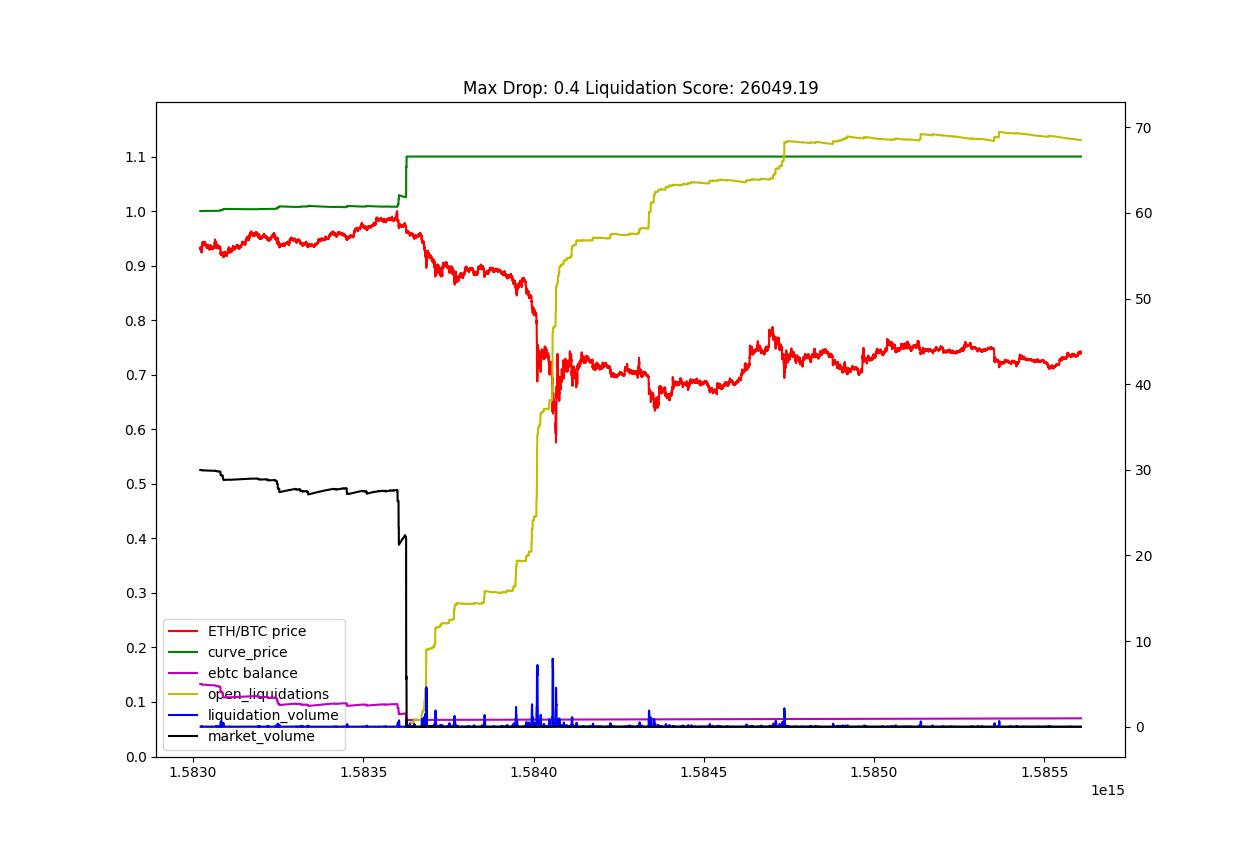 Max Drop: 0.4 Liquidation Score: 26049.19
1.1
1.0
0.9
0.8
0.7
0.6
0.5
0.4
0.3
0.2
0.1
0.0
70
60
50
40
30
20
10
0
ETH/BTC price
curve_price
ebtc balance
open_liquidations
liquidation_volume
market_volume
1.5830 1.5835 1.5840 1.5845 1.5850 1.5855
1e15